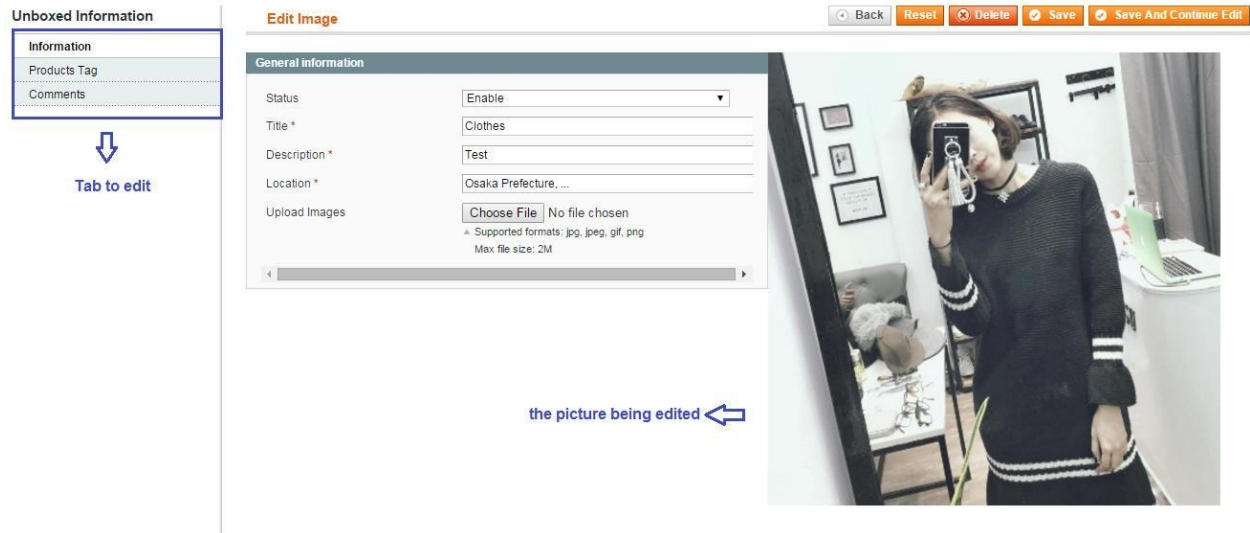 Unboxed Information
Information
Products Tag
Comments
Tab to edit
Edit Image
Back Reset Delete Save Save And Continue Edit
General information
Status Enable
Title * Clothes
Description * Test
Location * Osaka Prefecture, ...
Upload Images Choose File No file chosen
Supported formats: jpg, jpeg, gif, png
Max file size: 2M
the picture being edited